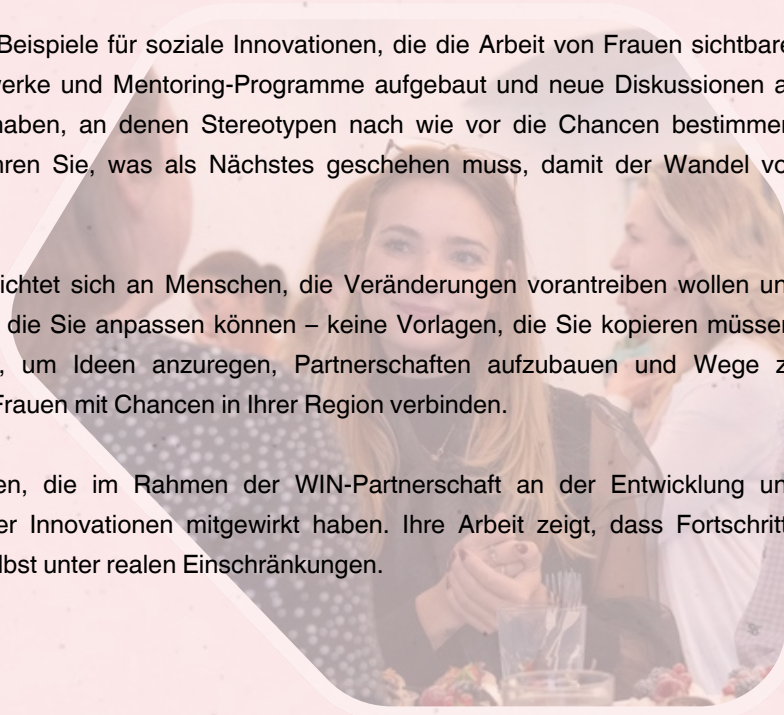 Beispiele für soziale Innovationen, die die Arbeit von Frauen sichtbare
erke und Mentoring-Programme aufgebaut und neue Diskussionen a
haben, an denen Stereotypen nach wie vor die Chancen bestimmen
ren Sie, was als Nächstes geschehen muss, damit der Wandel vo
ichtet sich an Menschen, die Veränderungen vorantreiben wollen un
die Sie anpassen können – keine Vorlagen, die Sie kopieren müssen
, um Ideen anzuregen, Partnerschaften aufzubauen und Wege z
Frauen mit Chancen in Ihrer Region verbinden.
en, die im Rahmen der WIN-Partnerschaft an der Entwicklung un
er Innovationen mitgewirkt haben. Ihre Arbeit zeigt, dass Fortschritt
lbst unter realen Einschränkungen.